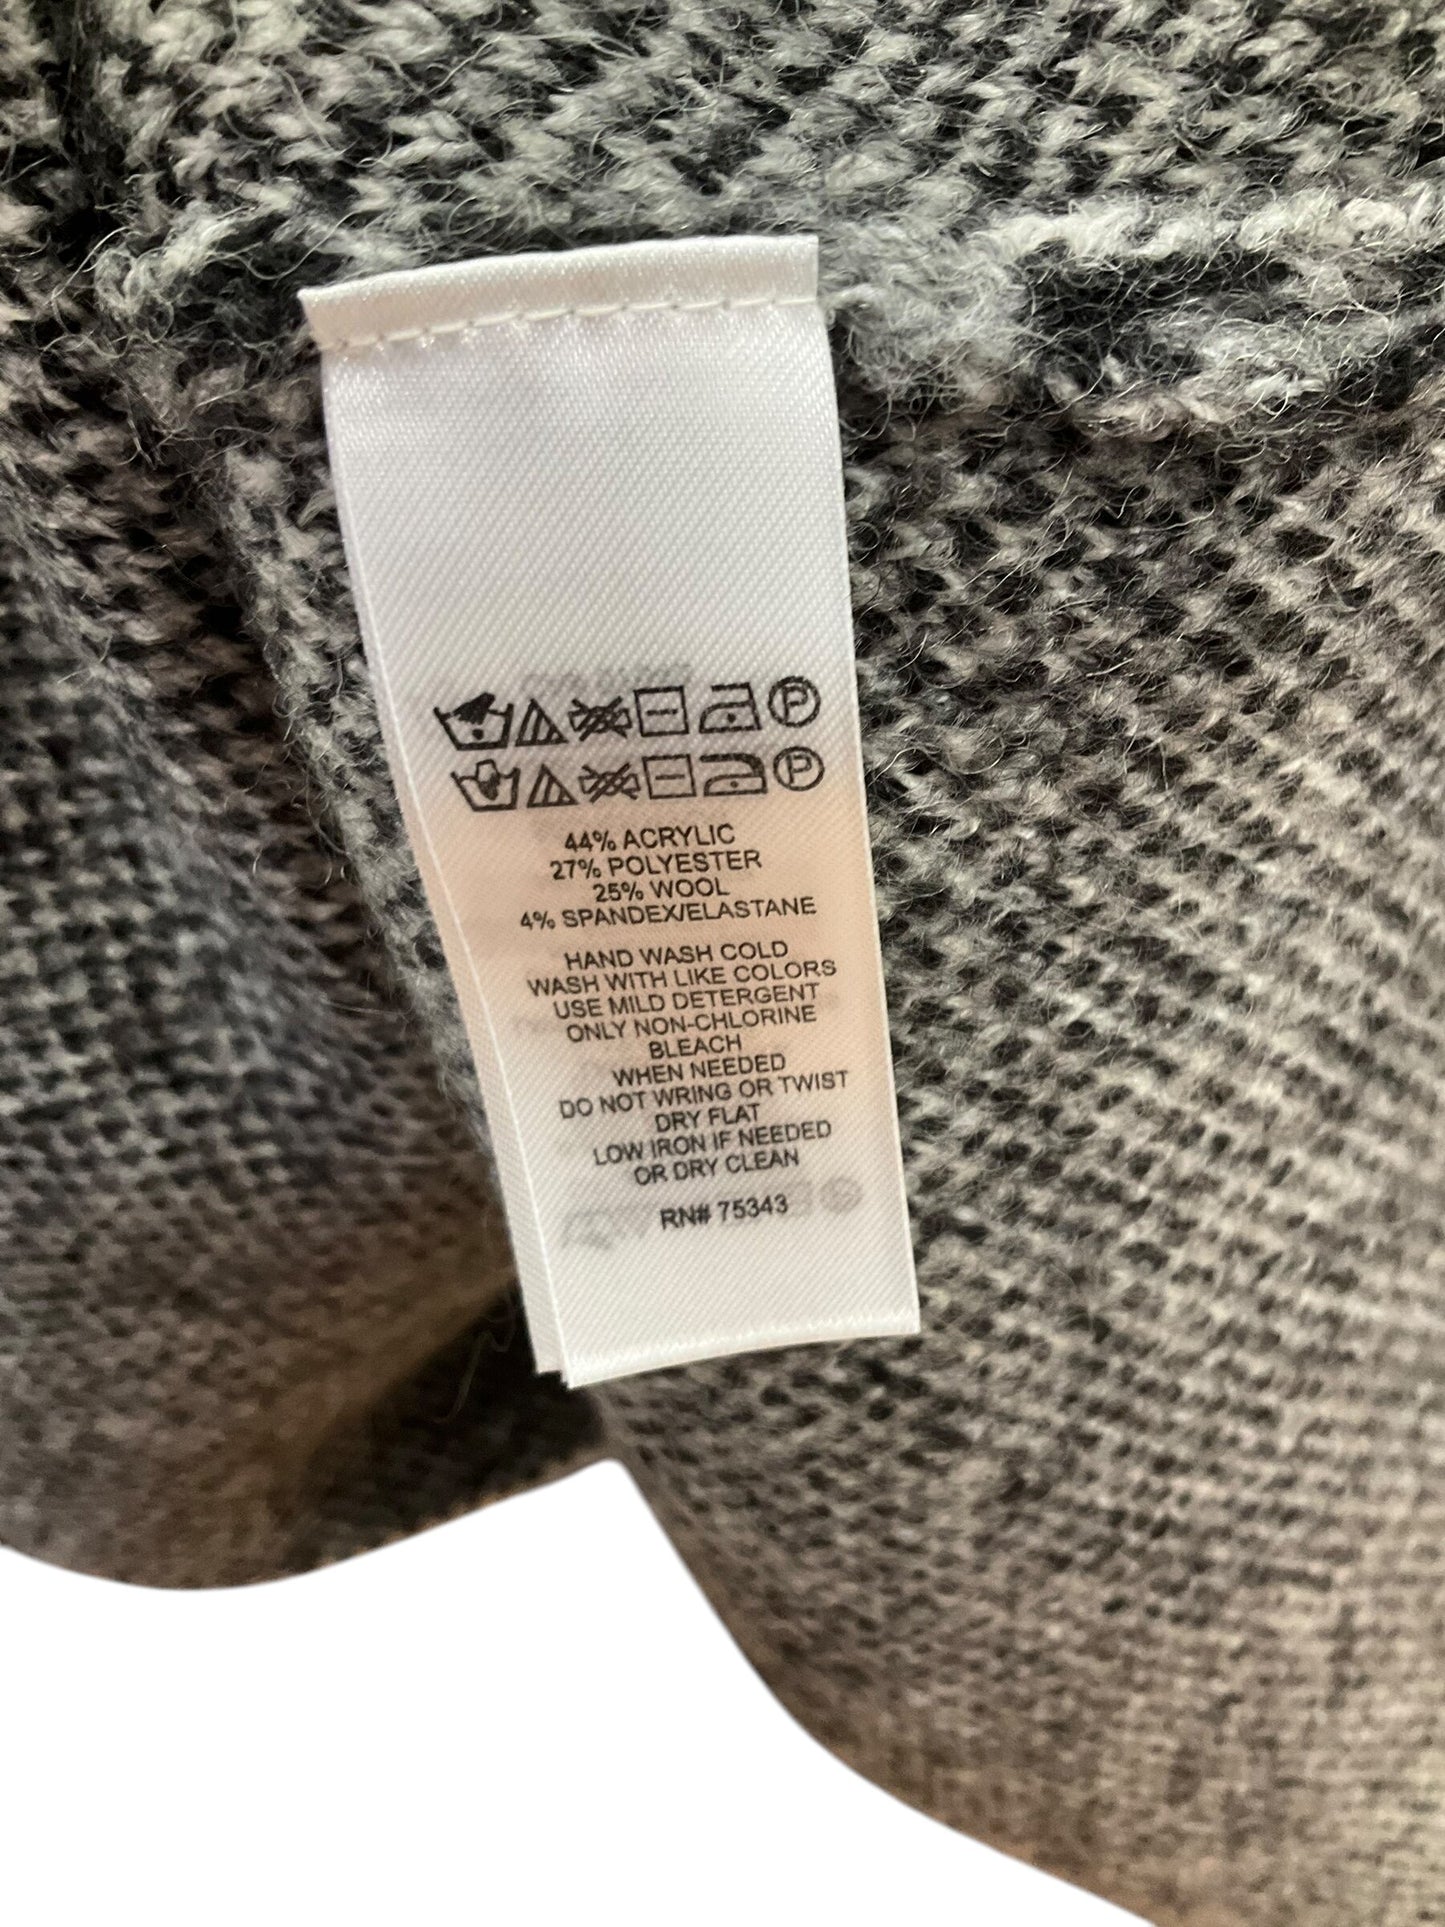 P
P
44% ACRYLIC
27% POLYESTER
25% WOOL
4% SPANDEX/ELASTANE
HAND WASH COLD
WASH WITH LIKE COLORS
USE MILD DETERGENT
ONLY NON-CHLORINE
BLEACH
WHEN NEEDED
DO NOT WRING OR TWIST
DRY FLAT
LOW IRON IF NEEDED
OR DRY CLEAN
RN# 75343